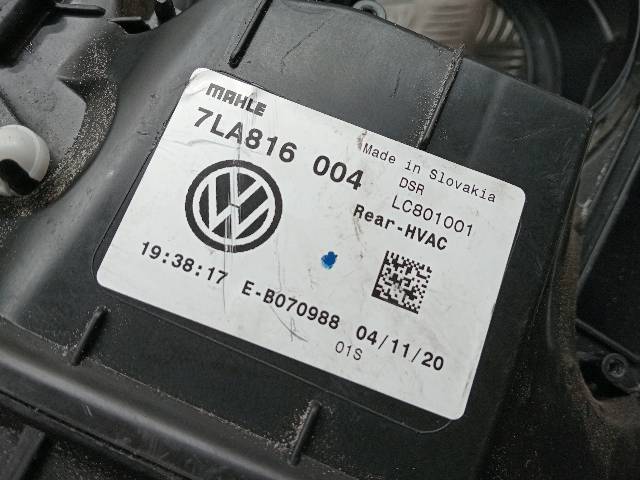 MAHLE
7LA816 004
Made in Slovakia
DSR
LC801001
Rear-HVAC
19:38:17 E-B070988 04/11/20
01S